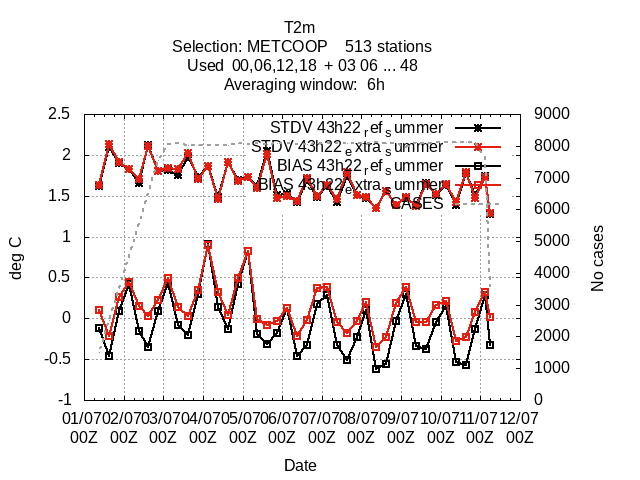 T2m
Selection: METCOOP 513 stations
Used 00,06,12,18 + 03 06 ... 48
Averaging window: 6h
STDV 43h22refsummer
STDV 43h22extrassummer
BIAS 43h22refsummer
BIAS 43h22extrassummer
CASES
2.5
2
1.5
1
0.5
0
-0.5
-1
deg C
9000
8000
7000
6000
5000
4000
3000
2000
1000
0
No cases
01/07 02/07 03/07 04/07 05/07 06/07 07/07 08/07 09/07 10/07 11/07 12/07
00Z 00Z 00Z 00Z 00Z 00Z 00Z 00Z 00Z 00Z 00Z 00Z
Date